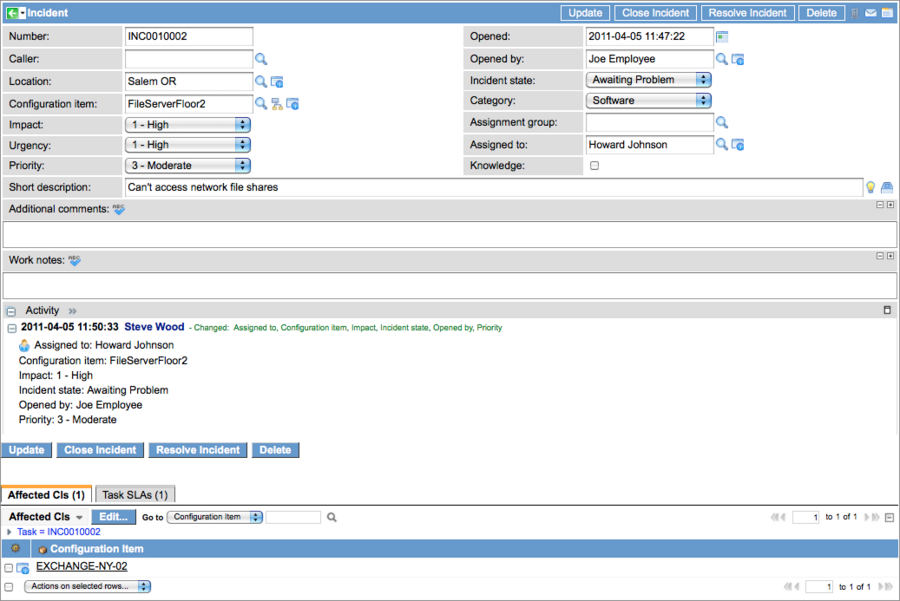 Incident Update Close Incident Resolve Incident Delete
Number: INC0010002 Opened: 2011-04-05 11:47:22
Caller: Opened by: Joe Employee
Location: Salem OR Incident state: Awaiting Problem
Configuration item: FileServerFloor2 Category: Software
Impact: 1 - High Assignment group:
Urgency: 1 - High Assigned to: Howard Johnson
Priority: 3 - Moderate Knowledge:
Short description: Can't access network file shares
Additional comments: ABC
Work notes: ABC
Activity »
2011-04-05 11:50:33 Steve Wood - Changed: Assigned to, Configuration item, Impact, Incident state, Opened by, Priority
Assigned to: Howard Johnson
Configuration item: FileServerFloor2
Impact: 1 - High
Incident state: Awaiting Problem
Opened by: Joe Employee
Priority: 3 - Moderate
Update Close Incident Resolve Incident Delete
Affected CIs (1) Task SLAs (1)
Affected CIs Edit... Go to Configuration Item 1 to 1 of 1
Task = INC0010002
Configuration Item
EXCHANGE-NY-02
Actions on selected rows... 1 to 1 of 1